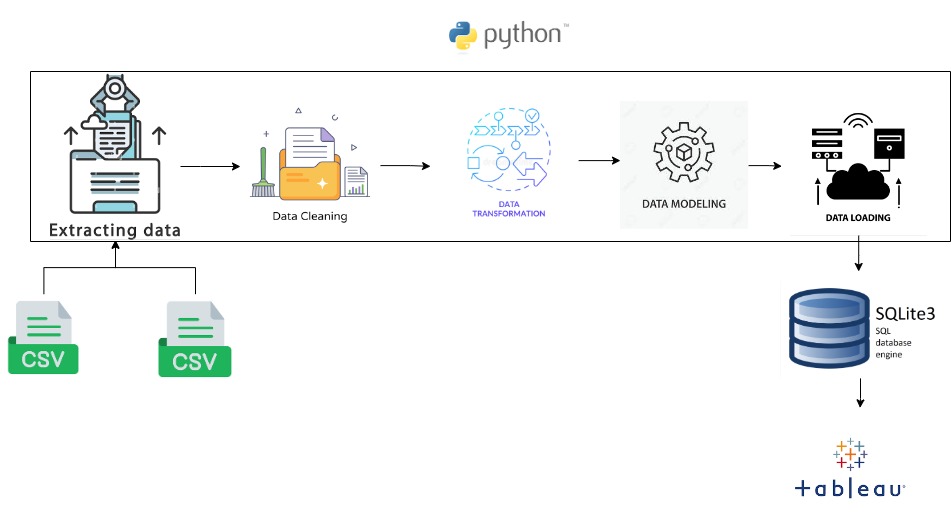 python™
Extracting data
Data Cleaning
DATA
TRANSFORMATION
DATA MODELING
DATA LOADING
CSV
CSV
SQLite3
SQL
database
engine
+ableau